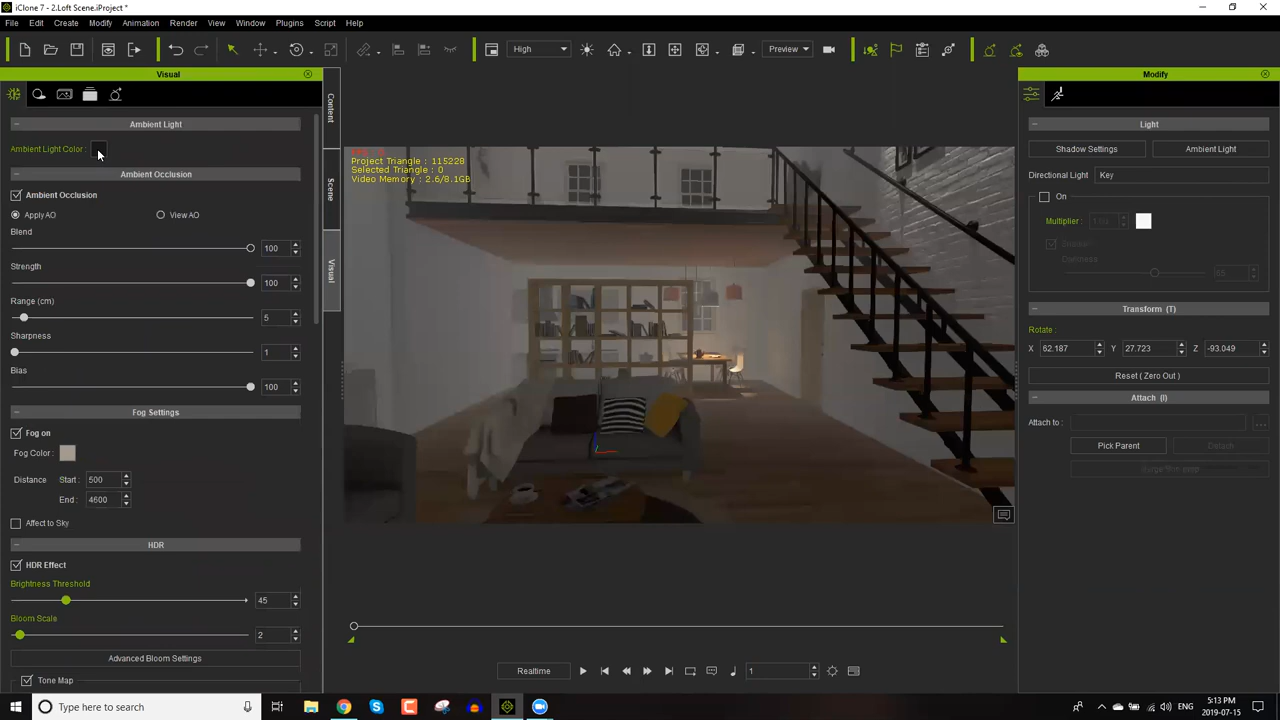 iClone 7 - 2.Loft Scene.iProject *
File Edit Create Modify Animation Render View Window Plugins Script Help
High Preview
Visual
Content
Scene
Visual
Ambient Light
Ambient Light Color :
Ambient Occlusion
Ambient Occlusion
Apply AO View AO
Blend
100
Strength
100
Range (cm)
5
Sharpness
1
Bias
100
Fog Settings
Fog on
Fog Color :
Distance Start : 500
End : 4600
Affect to Sky
HDR
HDR Effect
Brightness Threshold
45
Bloom Scale
2
Advanced Bloom Settings
Tone Map
Project Triangle : 115228
Selected Triangle : 0
Video Memory : 2.6/8.1GB
Realtime
1
Modify
Light
Shadow Settings Ambient Light
Directional Light Key
On
Multiplier :
Darkness
Transform (T)
Rotate :
X 62.187 Y 27.723 Z -93.049
Reset ( Zero Out )
Attach (I)
Attach to : ...
Pick Parent Detach
Type here to search
5:13 PM
2019-07-15